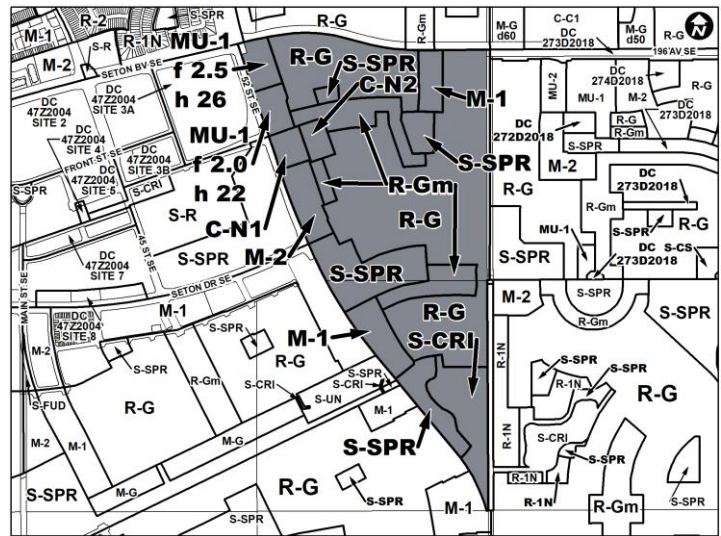 R-2
S-SPR
M-1
R-1N
S-R
M-2
SETON BV SE
MU-1
f 2.5
h 26
52 ST SE
R-G
R-G
S-SPR
C-N2
M-1
R-Gm
M-G
d60
C-C1
DC
273D2018
M-G
d50
R-G
196 AV SE
DC
47Z2004
SITE 3A
DC
47Z2004
SITE 2
DC
47Z2004
SITE 4
FRONT ST SE
DC
47Z2004
SITE 3B
DC
47Z2004
SITE 5
S-CRI
S-SPR
MU-1
f 2.0
h 22
C-N1
M-2
S-R
S-SPR
45 ST SE
S-SPR
R-Gm
R-G
S-SPR
MU-2
DC
274D2018
MU-1
M-2
DC
273D2018
R-G
R-Gm
S-SPR
DC
272D2018
M-2
R-G
R-Gm
DC
273D2018
S-SPR
R-G
MU-1
DC
273D2018
S-CS
S-SPR
DC
47Z2004
SITE 7
MAIN ST SE
SETON DR SE
DC
47Z2004
SITE 8
M-1
M-2
S-SPR
S-SPR
R-G
R-Gm
R-G
S-FUD
M-2
M-1
S-SPR
M-G
M-G
S-CRI
S-UN
S-CRI
S-SPR
M-1
M-1
R-G
S-CRI
S-SPR
S-SPR
R-G
S-SPR
M-1
M-2
S-SPR
R-Gm
S-SPR
R-1N
S-SPR
R-1N
S-SPR
R-G
R-1N
S-CRI
S-SPR
R-1N
R-1N
R-Gm
S-SPR